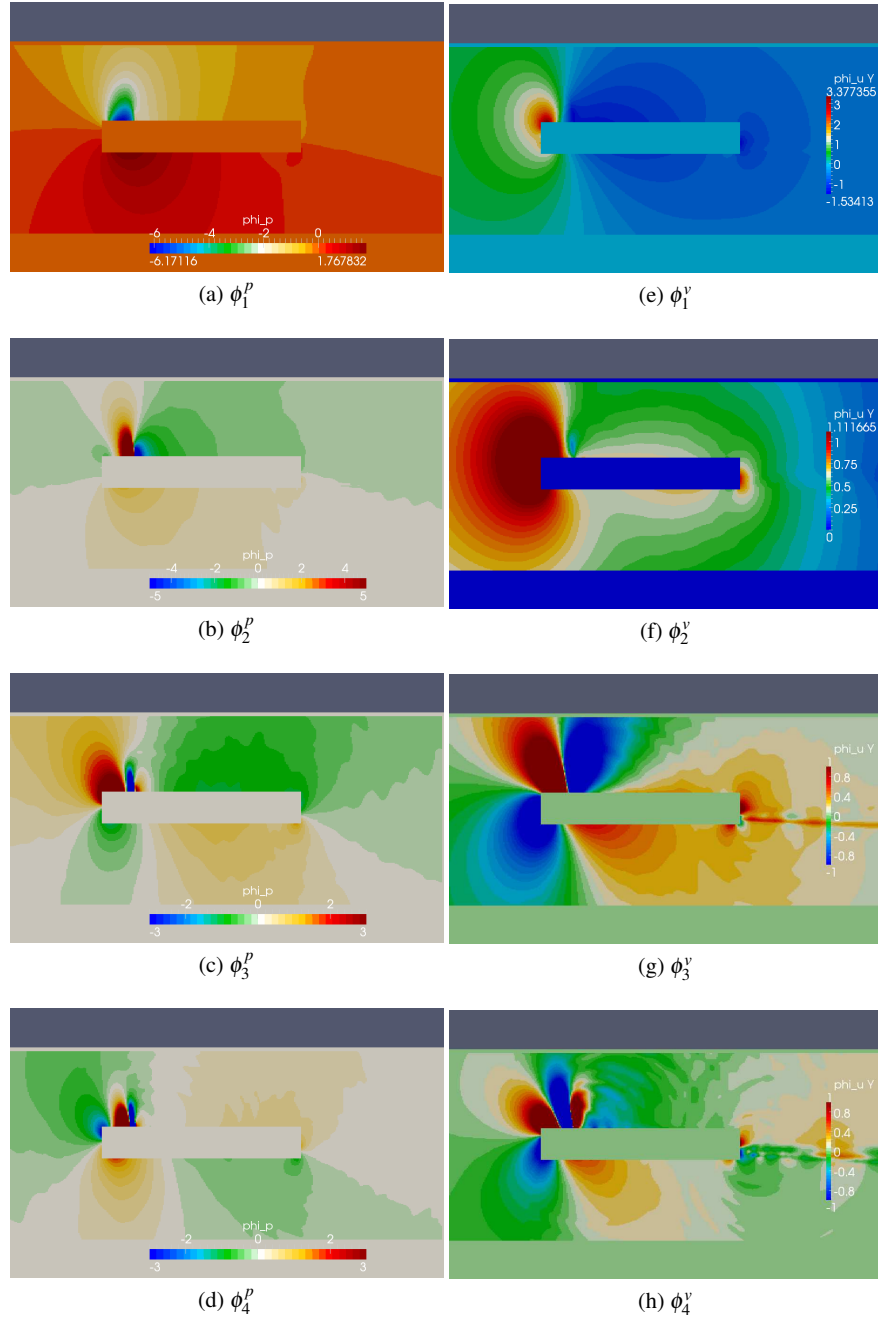 phi_p
-6 -4 -2 0
-6.17116 1.767832
(a) ϕ₁ᵖ
phi_u Y
3.377355
3
2
1
0
-1
-1.53413
(e) ϕ₁ᵛ
phi_p
-4 -2 0 2 4
-5 5
(b) ϕ₂ᵖ
phi_u Y
1.111665
1
0.75
0.5
0.25
0
(f) ϕ₂ᵛ
phi_p
-2 0 2
-3 3
(c) ϕ₃ᵖ
phi_u Y
1
0.8
0.4
0
-0.4
-0.8
-1
(g) ϕ₃ᵛ
phi_p
-2 0 2
-3 3
(d) ϕ₄ᵖ
phi_u Y
1
0.8
0.4
0
-0.4
-0.8
-1
(h) ϕ₄ᵛ